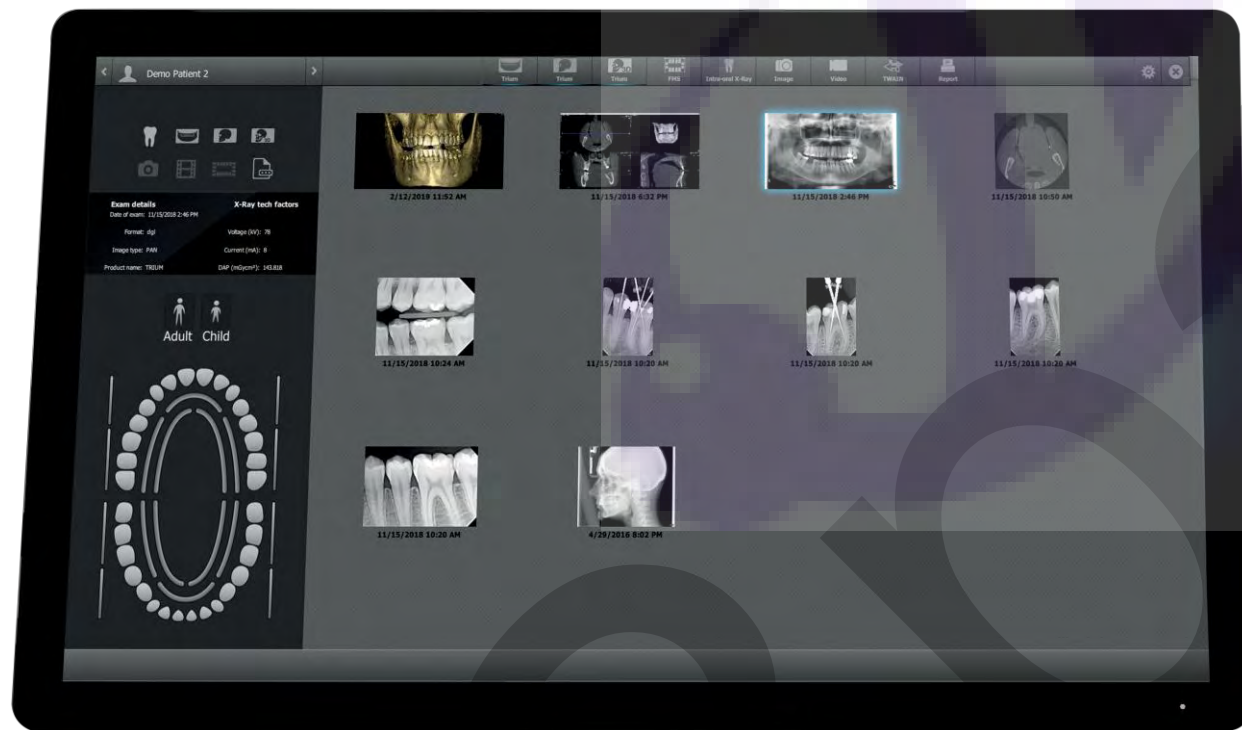 Demo Patient 2
Trium
Trium
Trium
FMS
Intra-oral X-Ray
Image
Video
TWAIN
Report
Exam details
X-Ray tech factors
Date of exam: 11/15/2018 2:46 PM
Format: dgl
Voltage (kV): 78
Image type: PAN
Current (mA): 8
Product name: TRIUM
DAP (mGycm²): 143.818
Adult
Child
2/12/2019 11:52 AM
11/15/2018 6:32 PM
11/15/2018 2:46 PM
11/15/2018 10:50 AM
11/15/2018 10:24 AM
11/15/2018 10:20 AM
11/15/2018 10:20 AM
11/15/2018 10:20 AM
11/15/2018 10:20 AM
4/29/2016 8:02 PM